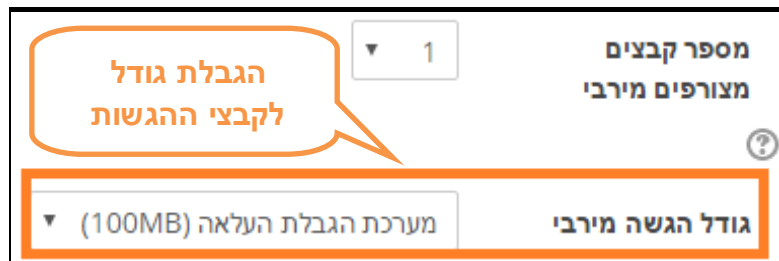 מספר קבצים
מצורפים מירבי
1
הגבלת גודל
לקבצי ההגשות
גודל הגשה מירבי
מערכת הגבלת העלאה (100MB)